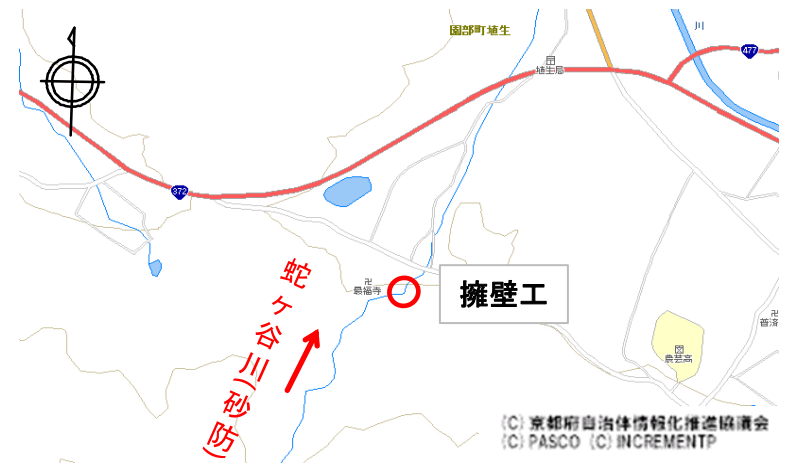 園部町埴生
川
477
埴生局
372
卍
最福寺
蛇ヶ谷川(砂防)
擁壁工
卍
普済
農芸高
(C) 京都府自治体情報化推進協議会
(C) PASCO (C) INCREMENTP